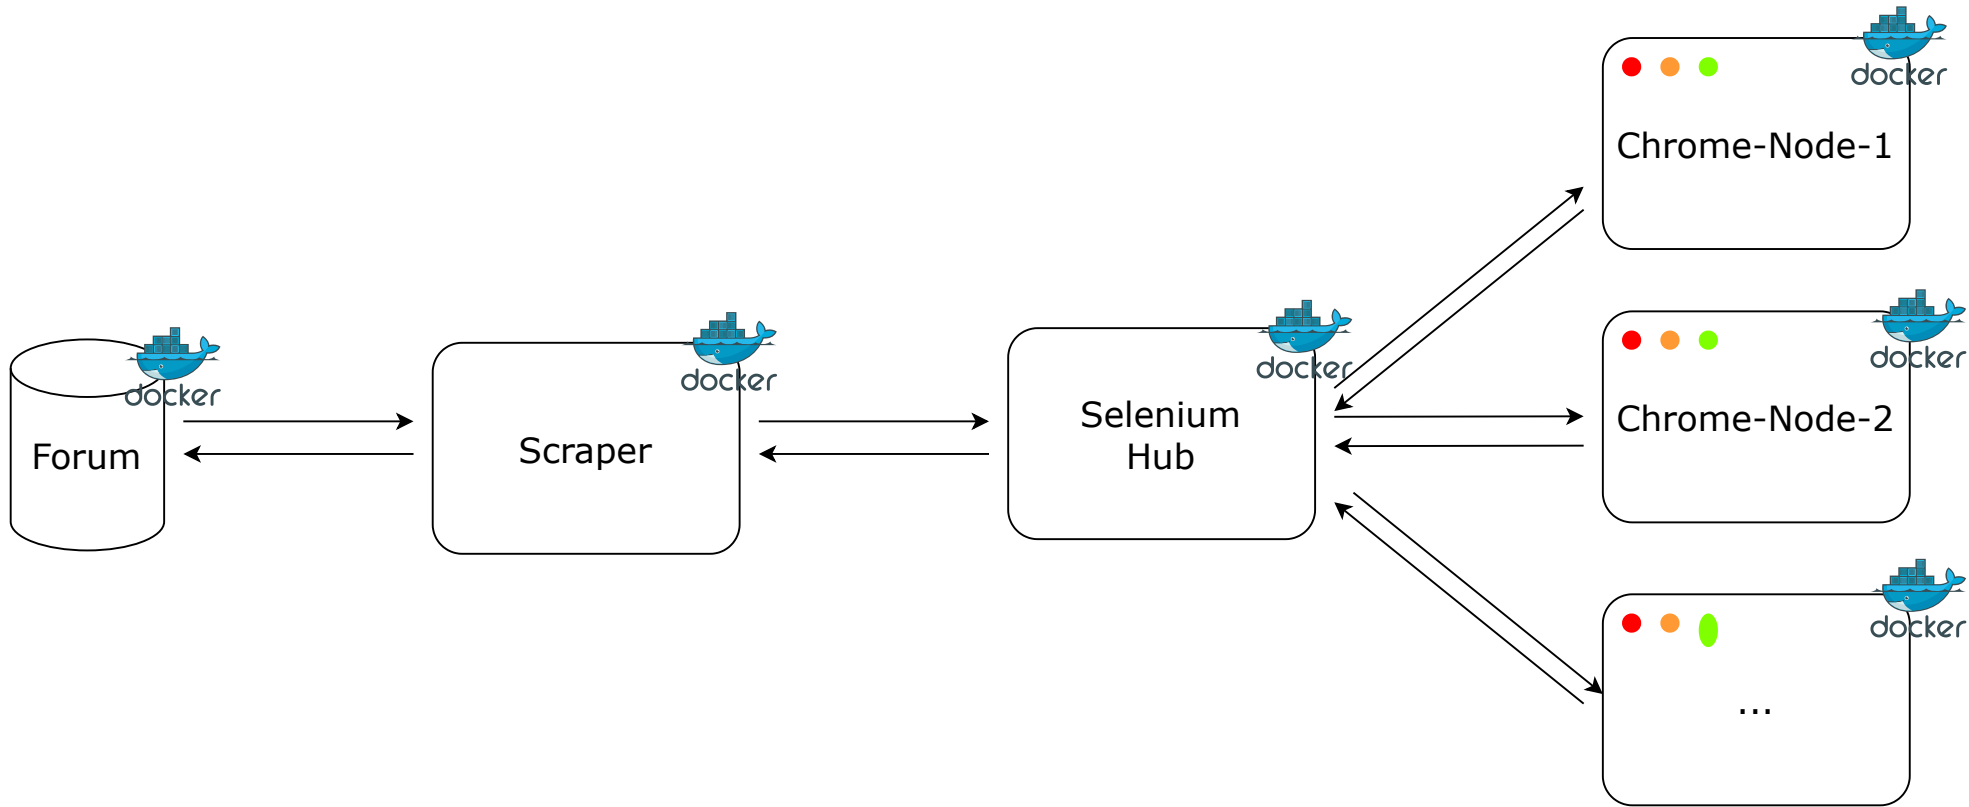 docker
Forum
docker
Scraper
docker
Selenium
Hub
docker
Chrome-Node-1
docker
Chrome-Node-2
docker
...